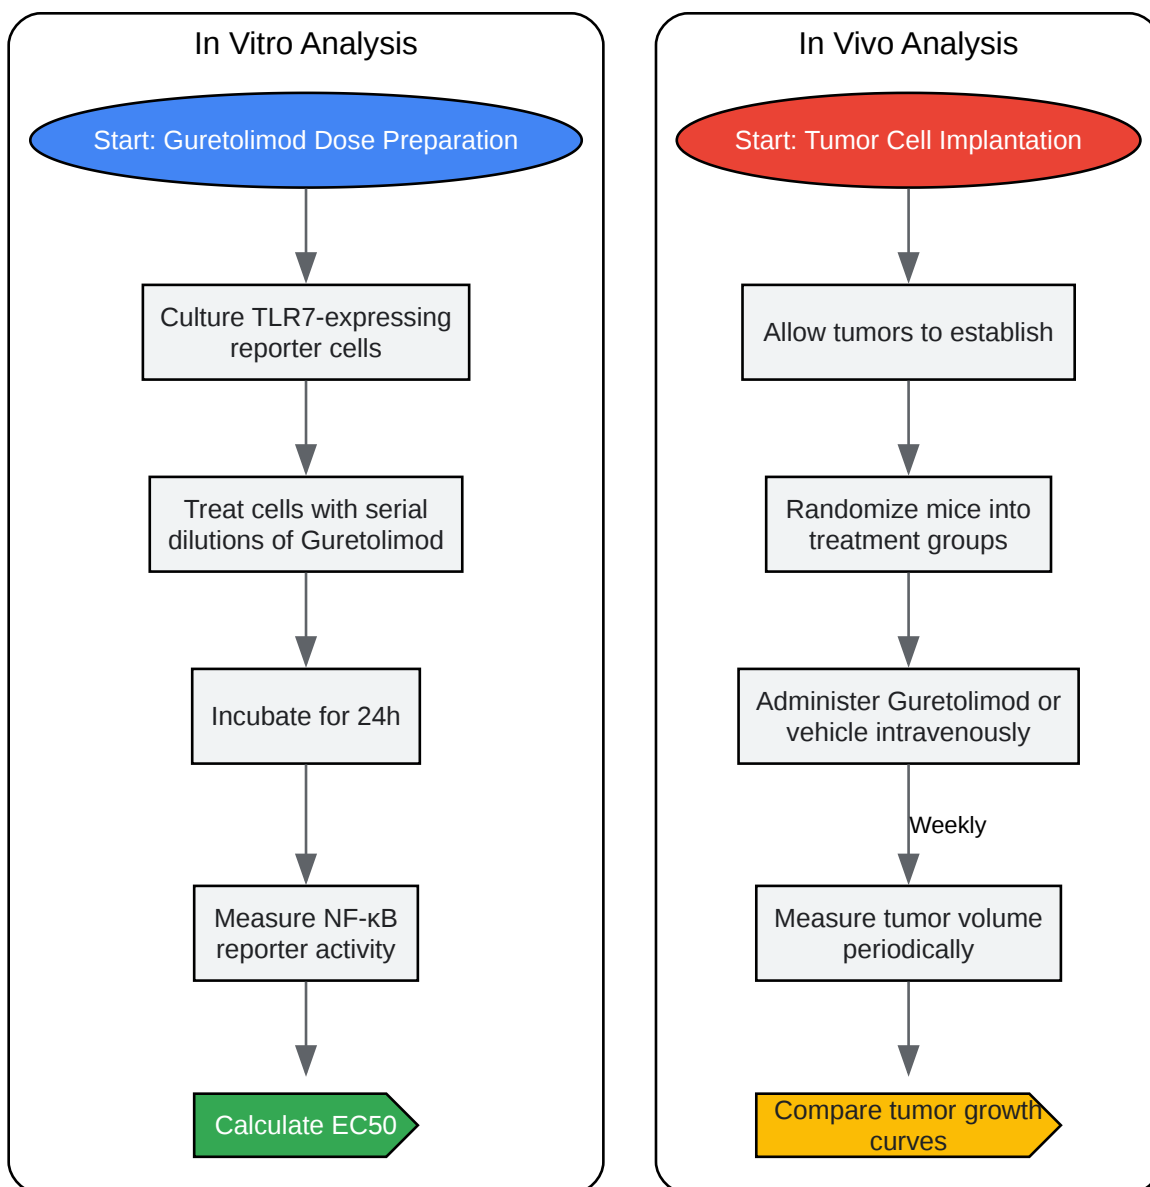 In Vitro Analysis
Start: Guretolimod Dose Preparation
Culture TLR7-expressing
reporter cells
Treat cells with serial
dilutions of Guretolimod
Incubate for 24h
Measure NF-κB
reporter activity
Calculate EC50
In Vivo Analysis
Start: Tumor Cell Implantation
Allow tumors to establish
Randomize mice into
treatment groups
Administer Guretolimod or
vehicle intravenously
Weekly
Measure tumor volume
periodically
Compare tumor growth
curves